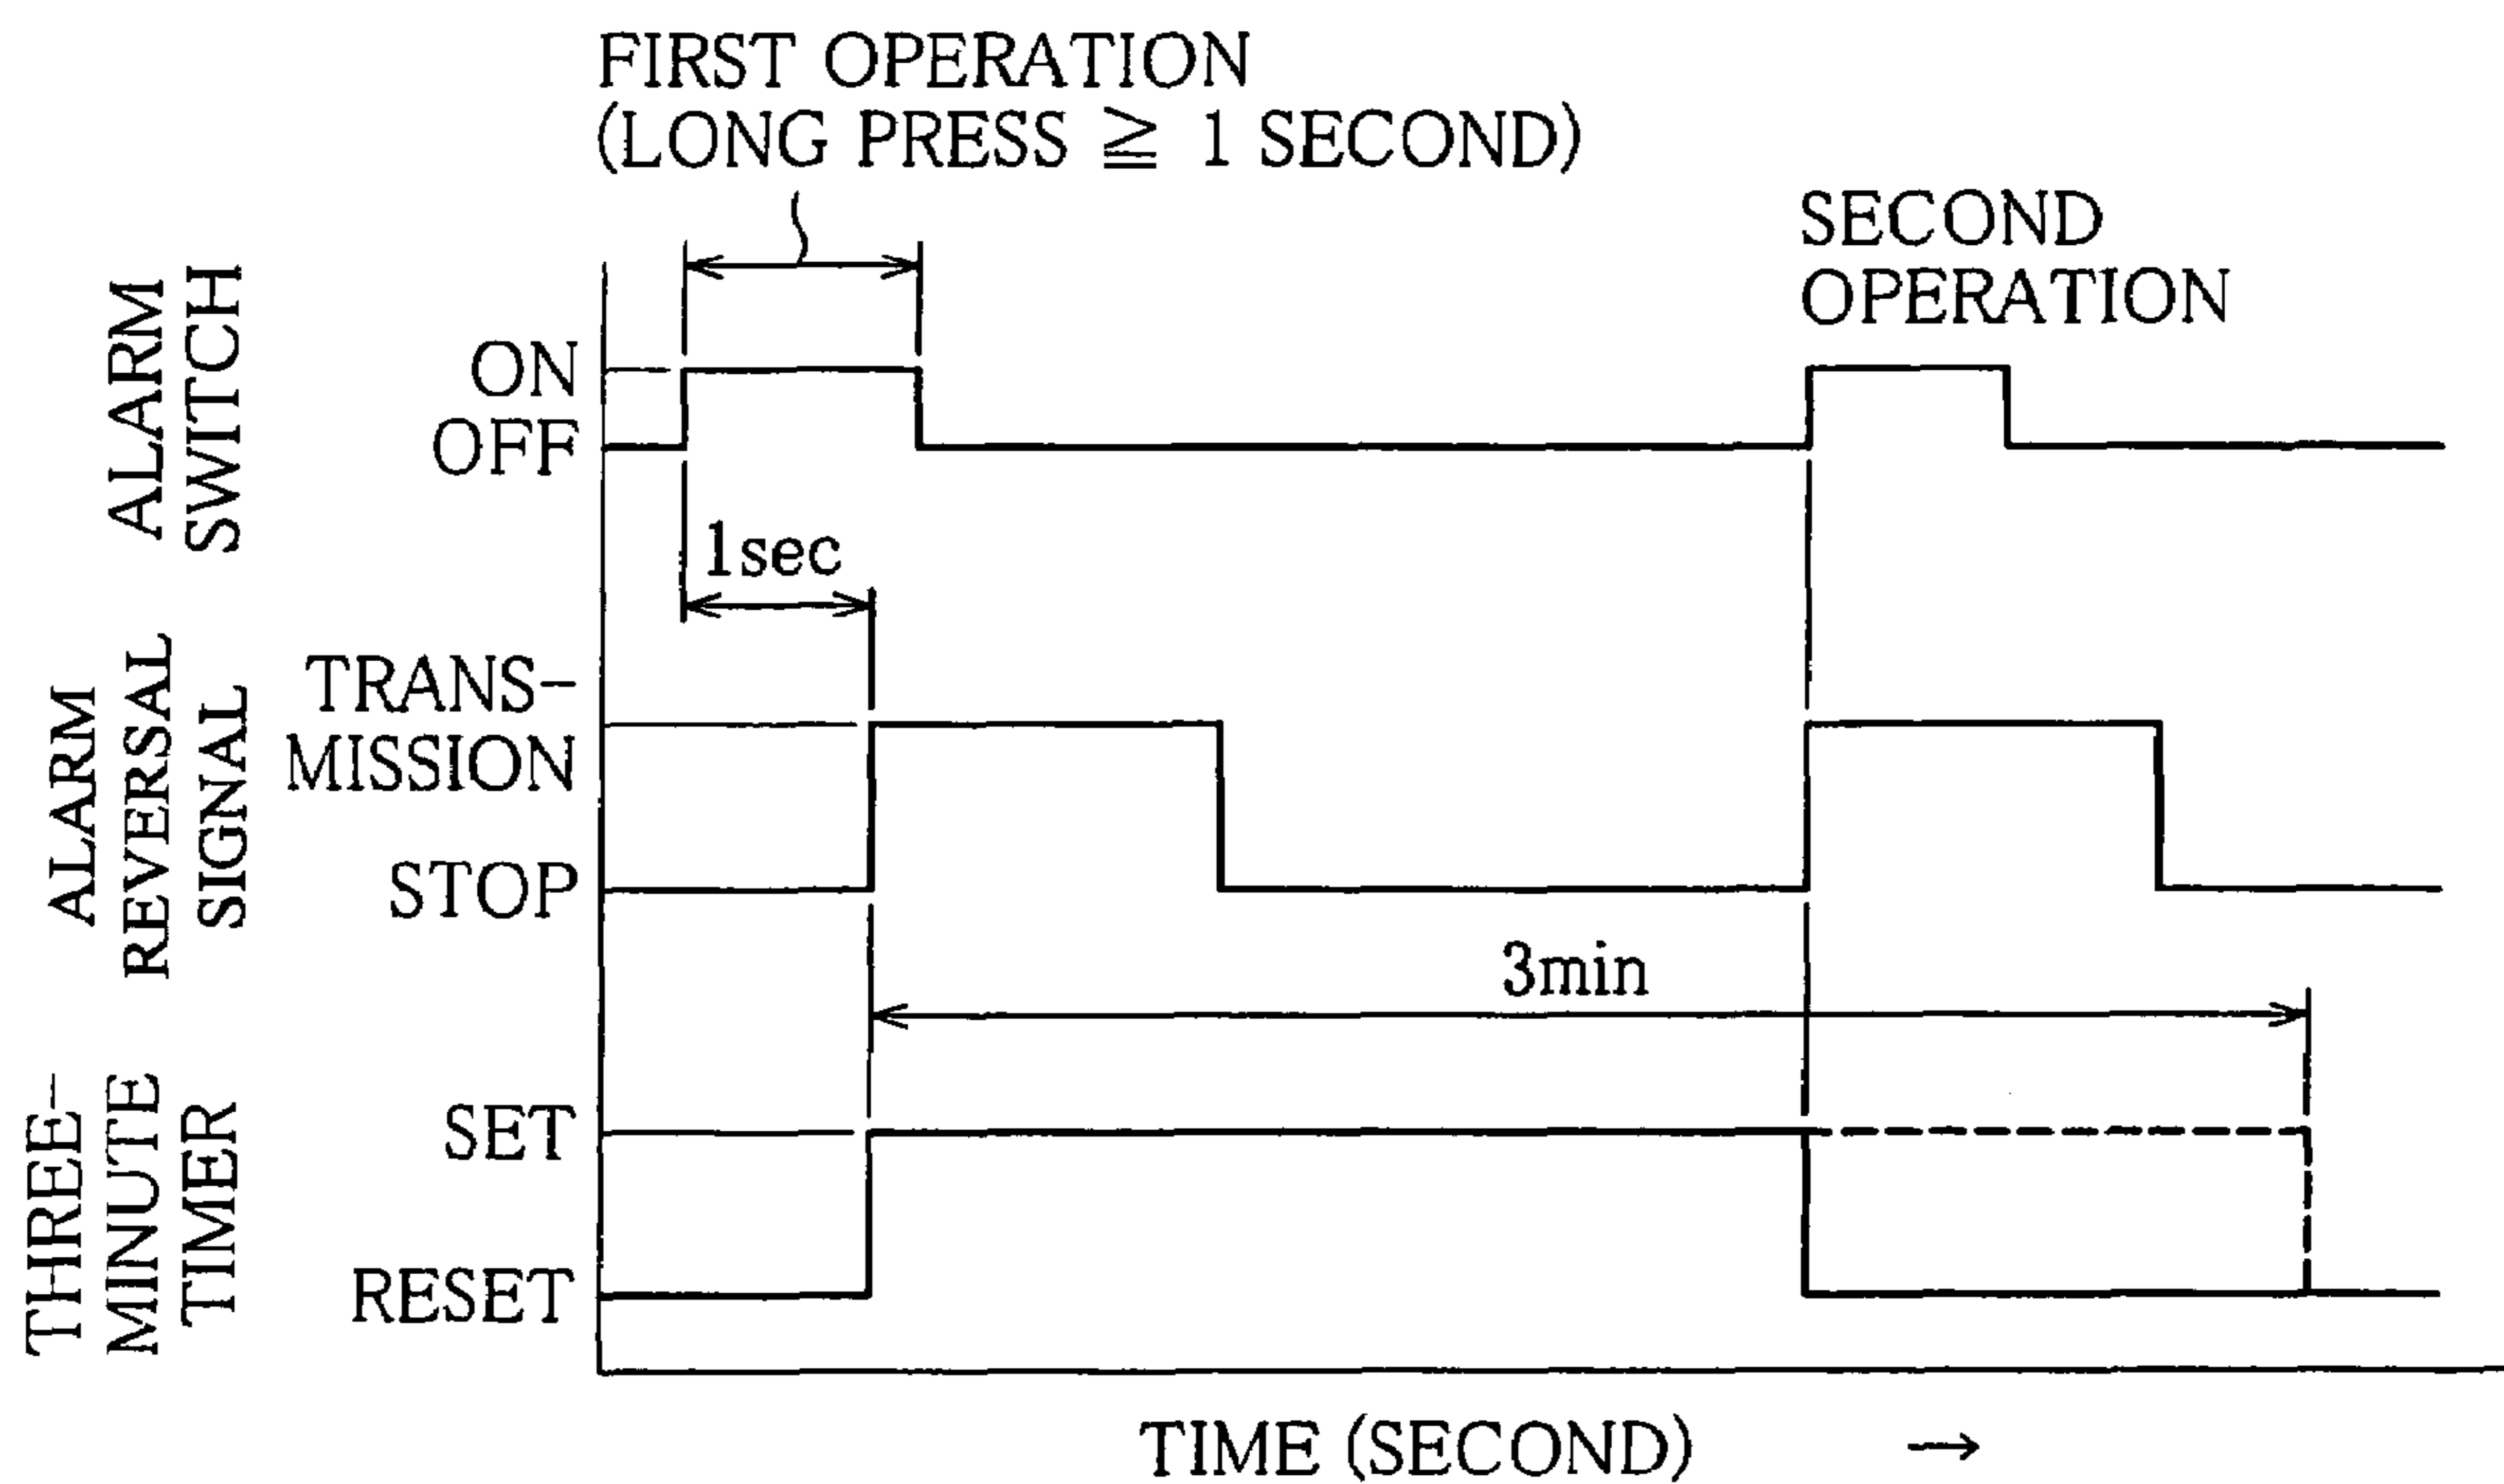 FIRST OPERATION
(LONG PRESS ≧ 1 SECOND)
SECOND
OPERATION
ALARM
SWITCH
ON
OFF
1sec
ALARM
REVERSAL
SIGNAL
TRANS-
MISSION
STOP
3min
THREE-
MINUTE
TIMER
SET
RESET
TIME (SECOND) →